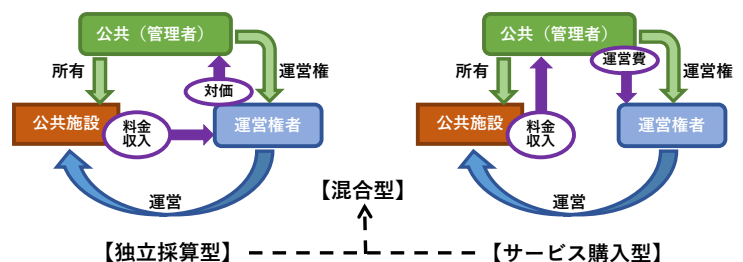 公共（管理者）
所有
対価
運営権
公共施設
料金
収入
運営権者
運営
【独立採算型】
【混合型】
公共（管理者）
所有
運営費
運営権
公共施設
料金
収入
運営権者
運営
【サービス購入型】